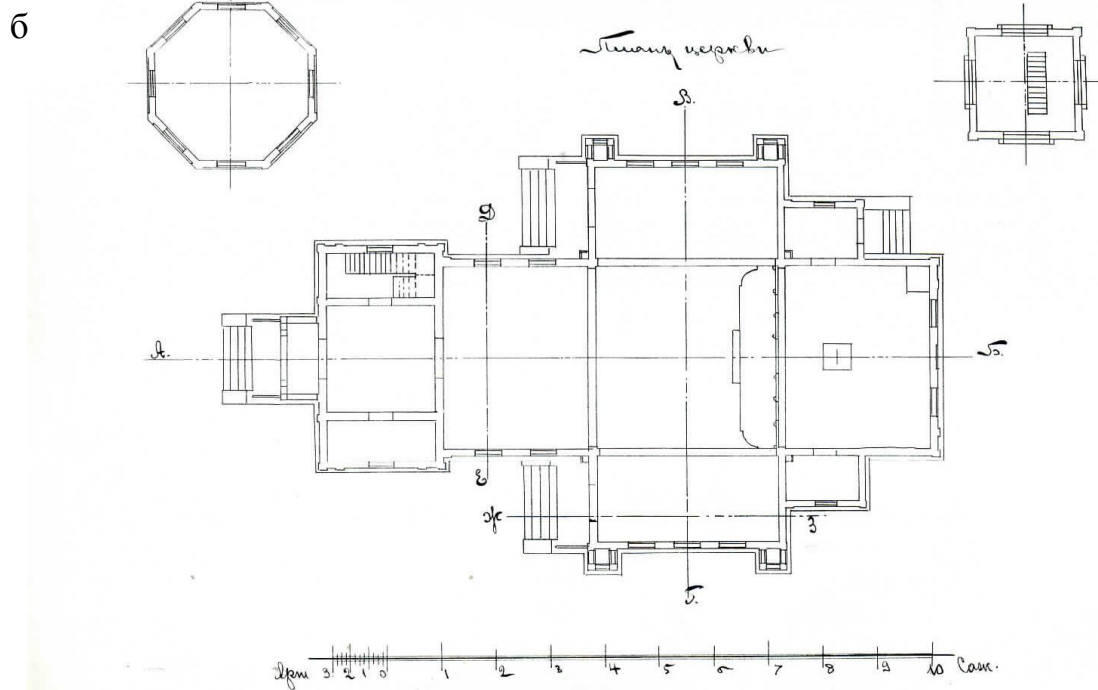 б
Планъ церкви
В.
Д
А.
Б.
Е
Ж
З
Г.
Арш 3 2 1 0 1 2 3 4 5 6 7 8 9 10 Саж.